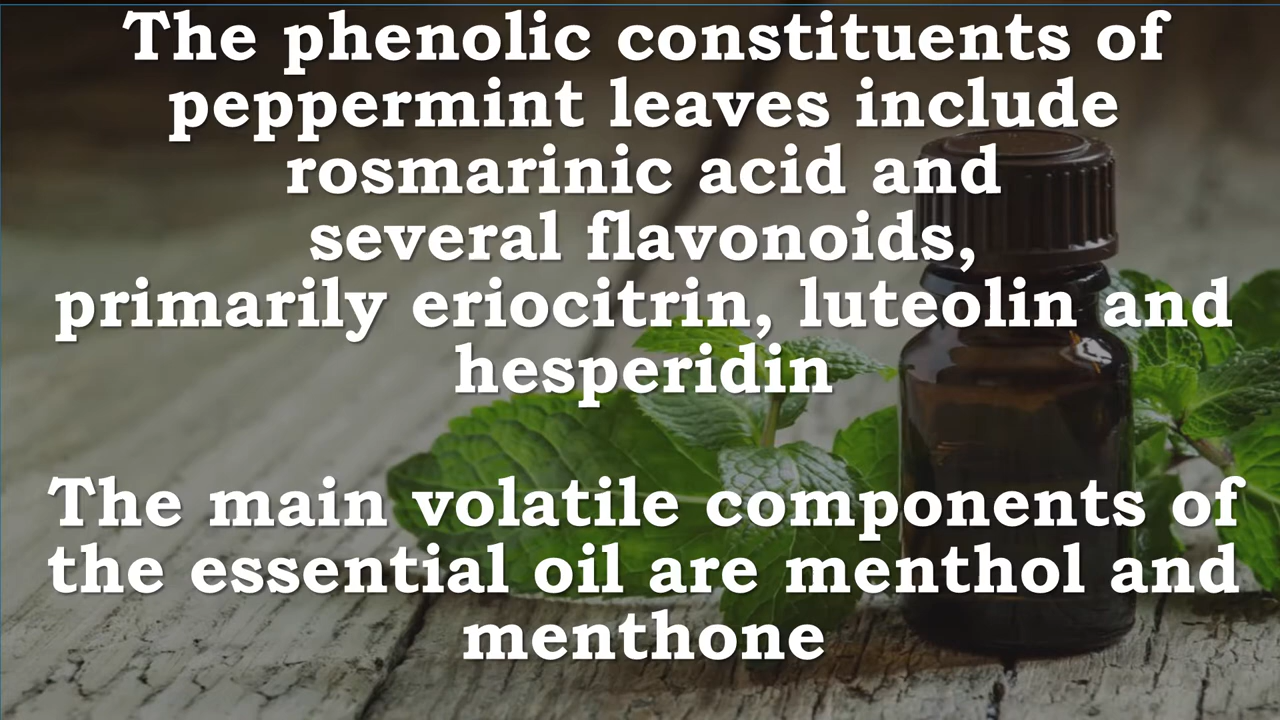 The phenolic constituents of
peppermint leaves include
rosmarinic acid and
several flavonoids,
primarily eriocitrin, luteolin and
hesperidin
The main volatile components of
the essential oil are menthol and
menthone